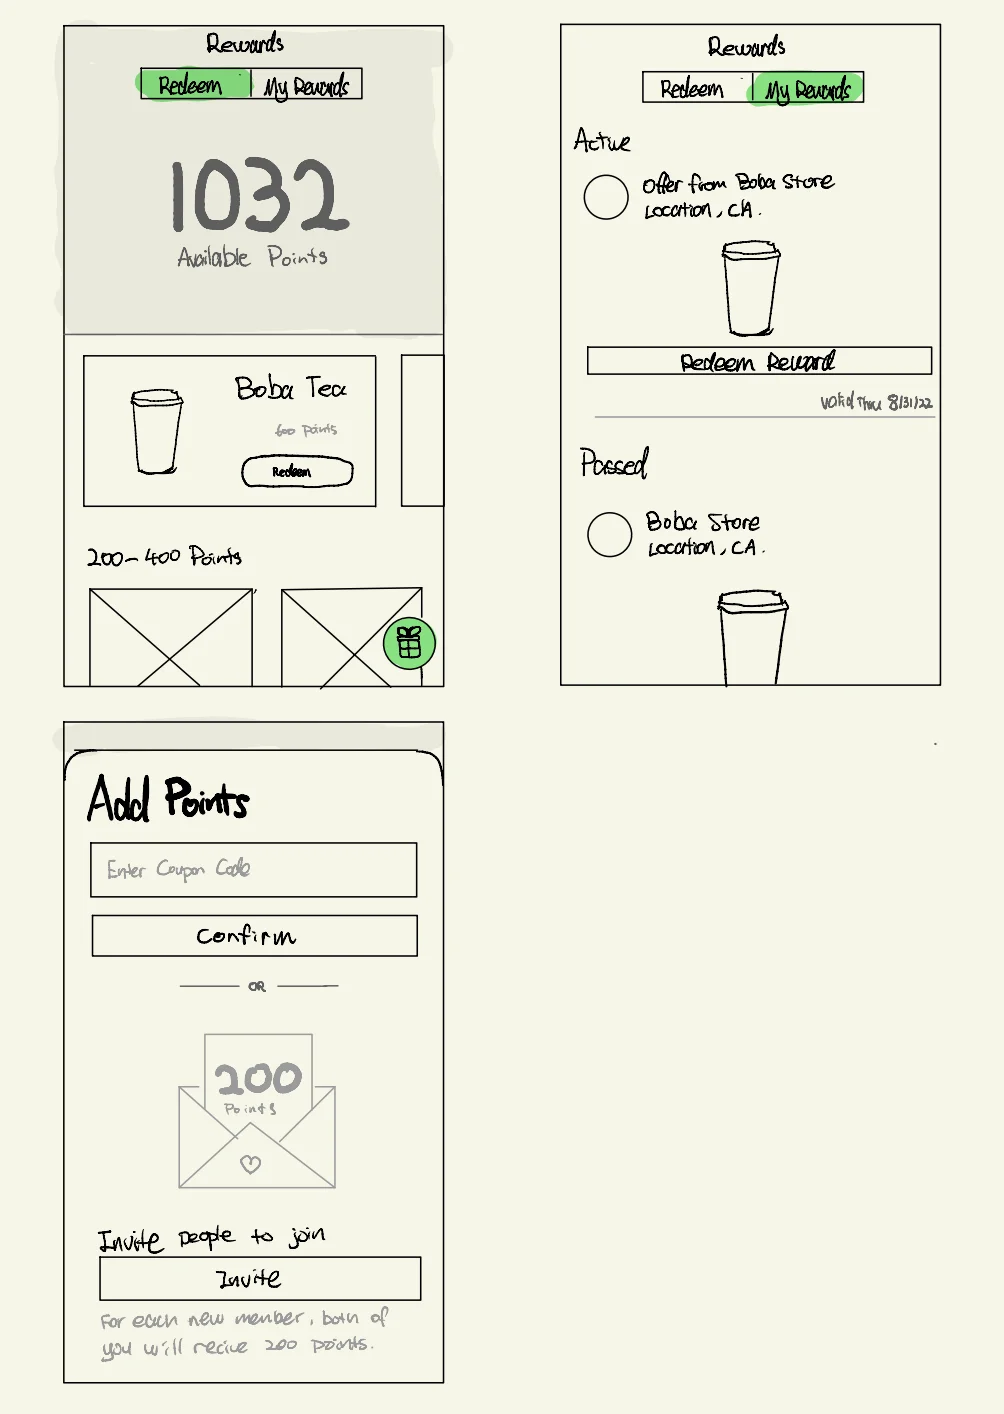 Rewards
Redeem My Rewards
1032
Available Points
Boba Tea
600 Points
Redeem
200-400 Points
Rewards
Redeem My Rewards
Active
Offer from Boba Store
Location, CA.
Redeem Reward
Valid Thru 8/31/22
Passed
Boba Store
Location, CA.
Add Points
Enter Coupon Code
Confirm
OR
200
Points
Invite people to join
Invite
For each new member, both of
you will recive 200 points.